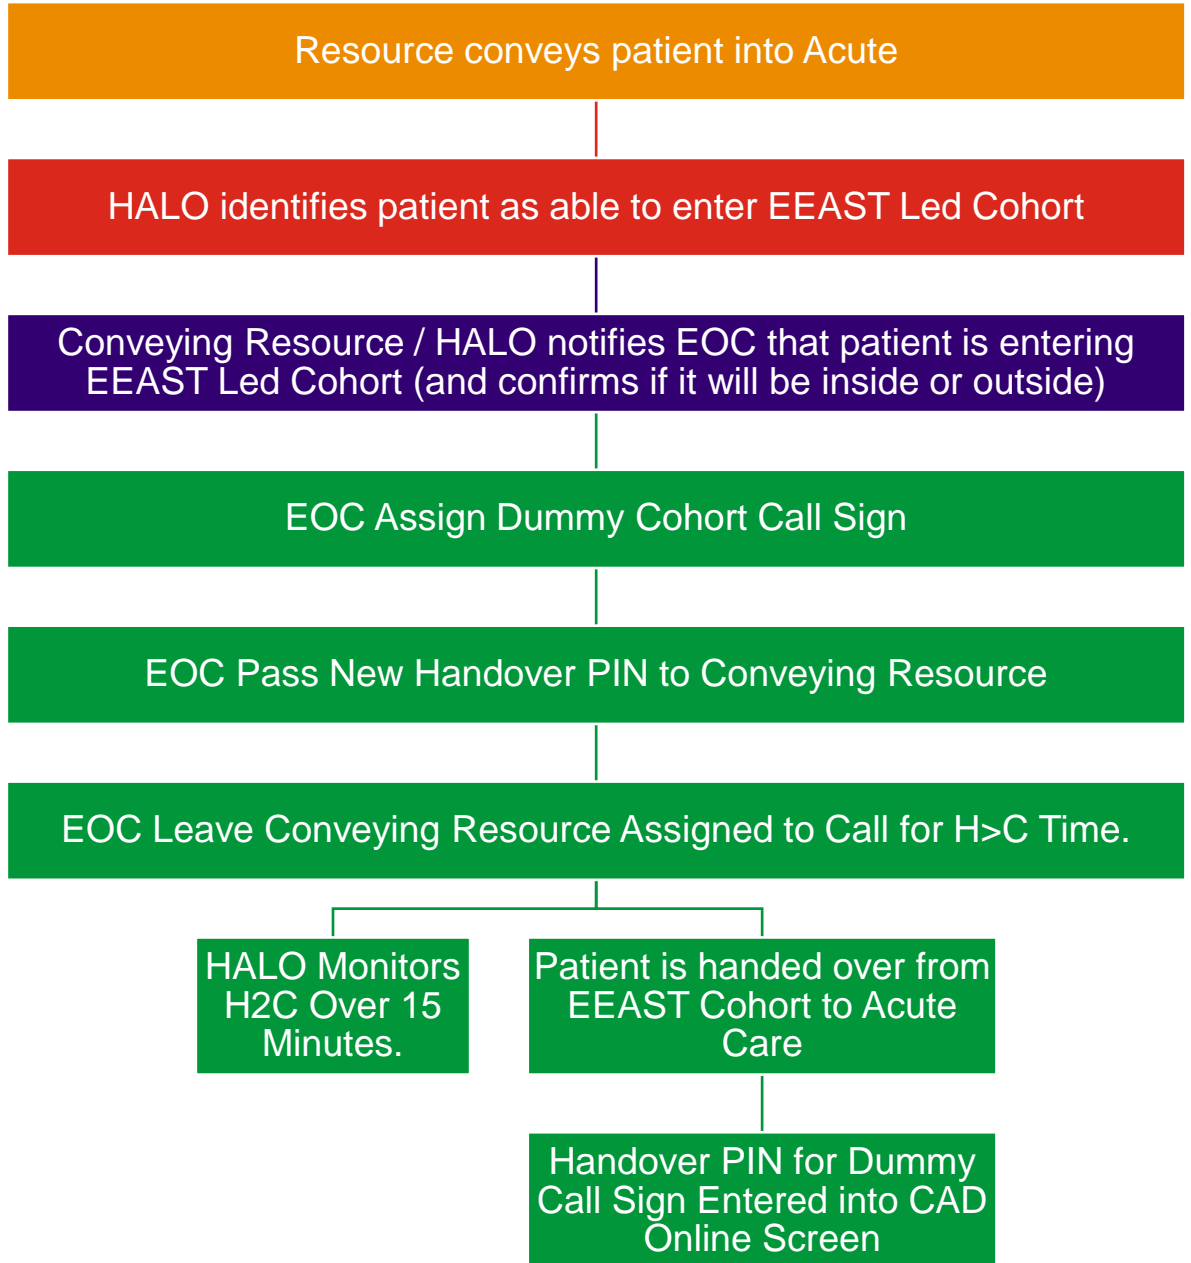 Resource conveys patient into Acute
HALO identifies patient as able to enter EEAST Led Cohort
Conveying Resource / HALO notifies EOC that patient is entering
EEAST Led Cohort (and confirms if it will be inside or outside)
EOC Assign Dummy Cohort Call Sign
EOC Pass New Handover PIN to Conveying Resource
EOC Leave Conveying Resource Assigned to Call for H>C Time.
HALO Monitors
H2C Over 15
Minutes.
Patient is handed over from
EEAST Cohort to Acute
Care
Handover PIN for Dummy
Call Sign Entered into CAD
Online Screen